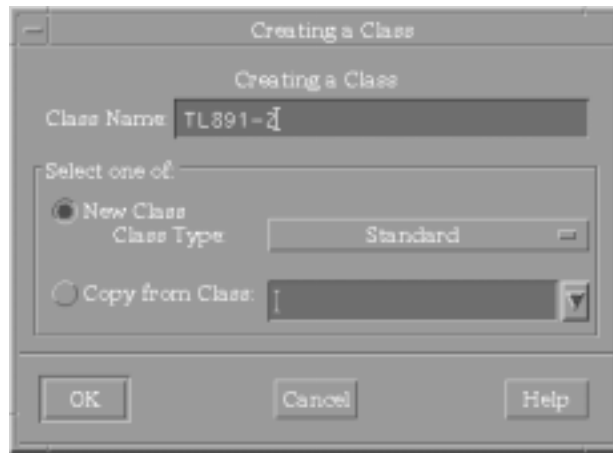 Creating a Class
Creating a Class
Class Name: TL891-2
Select one of:
New Class
Class Type: Standard
Copy from Class:
OK Cancel Help